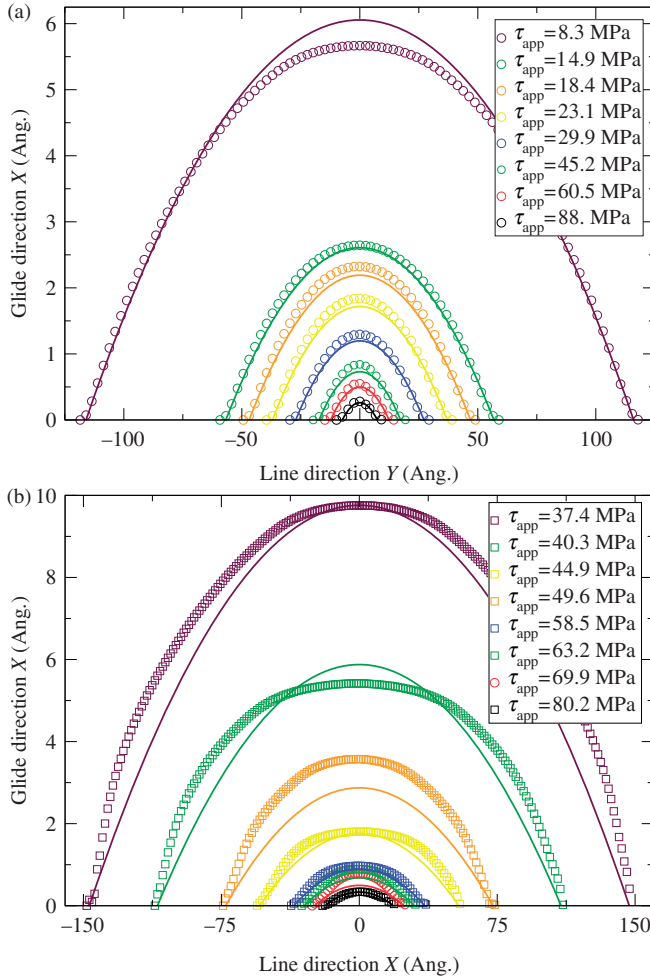 (a)
6
5
4
3
2
1
0
Glide direction X (Ang.)
τapp=8.3 MPa
τapp=14.9 MPa
τapp=18.4 MPa
τapp=23.1 MPa
τapp=29.9 MPa
τapp=45.2 MPa
τapp=60.5 MPa
τapp=88. MPa
−100 −50 0 50 100
Line direction Y (Ang.)
(b)
10
8
6
4
2
0
Glide direction X (Ang.)
τapp=37.4 MPa
τapp=40.3 MPa
τapp=44.9 MPa
τapp=49.6 MPa
τapp=58.5 MPa
τapp=63.2 MPa
τapp=69.9 MPa
τapp=80.2 MPa
−150 −75 0 75 150
Line direction X (Ang.)